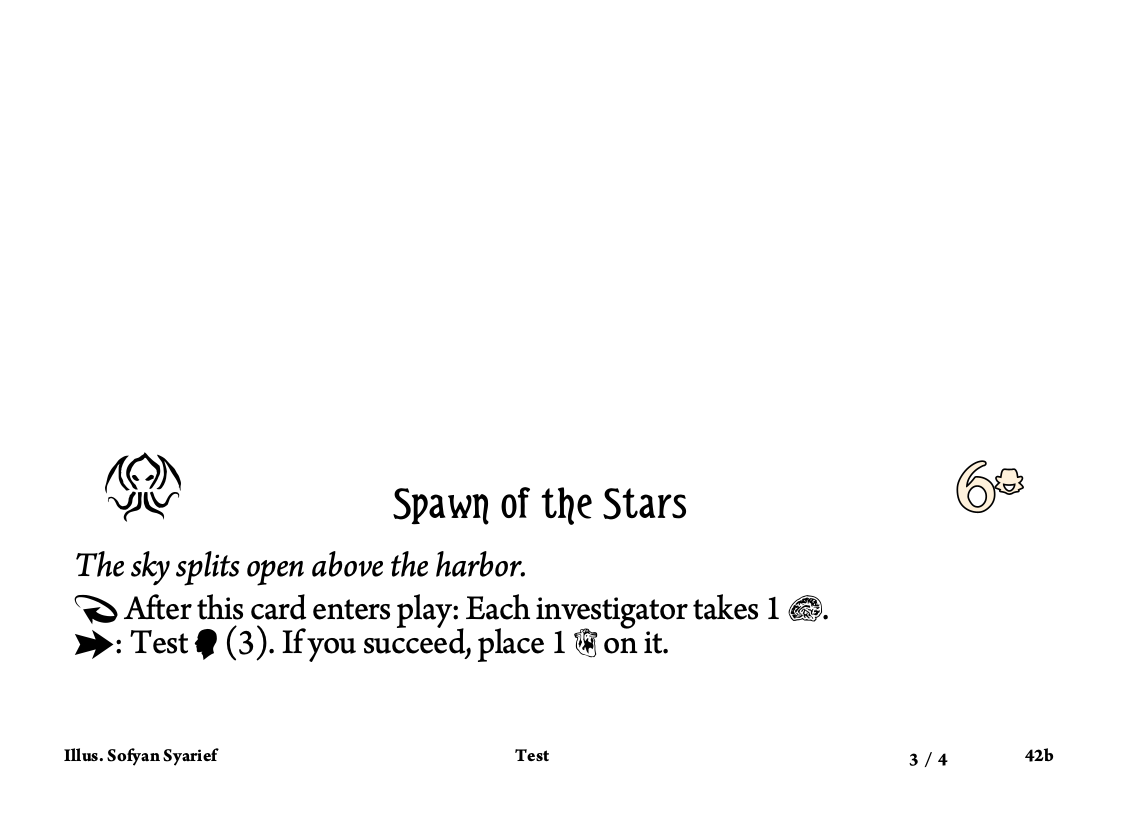 6
Spawn of the Stars
The sky splits open above the harbor.
After this card enters play: Each investigator takes 1 .
: Test (3). If you succeed, place 1 on it.
Illus. Sofyan Syarief
Test
3 / 4
42b